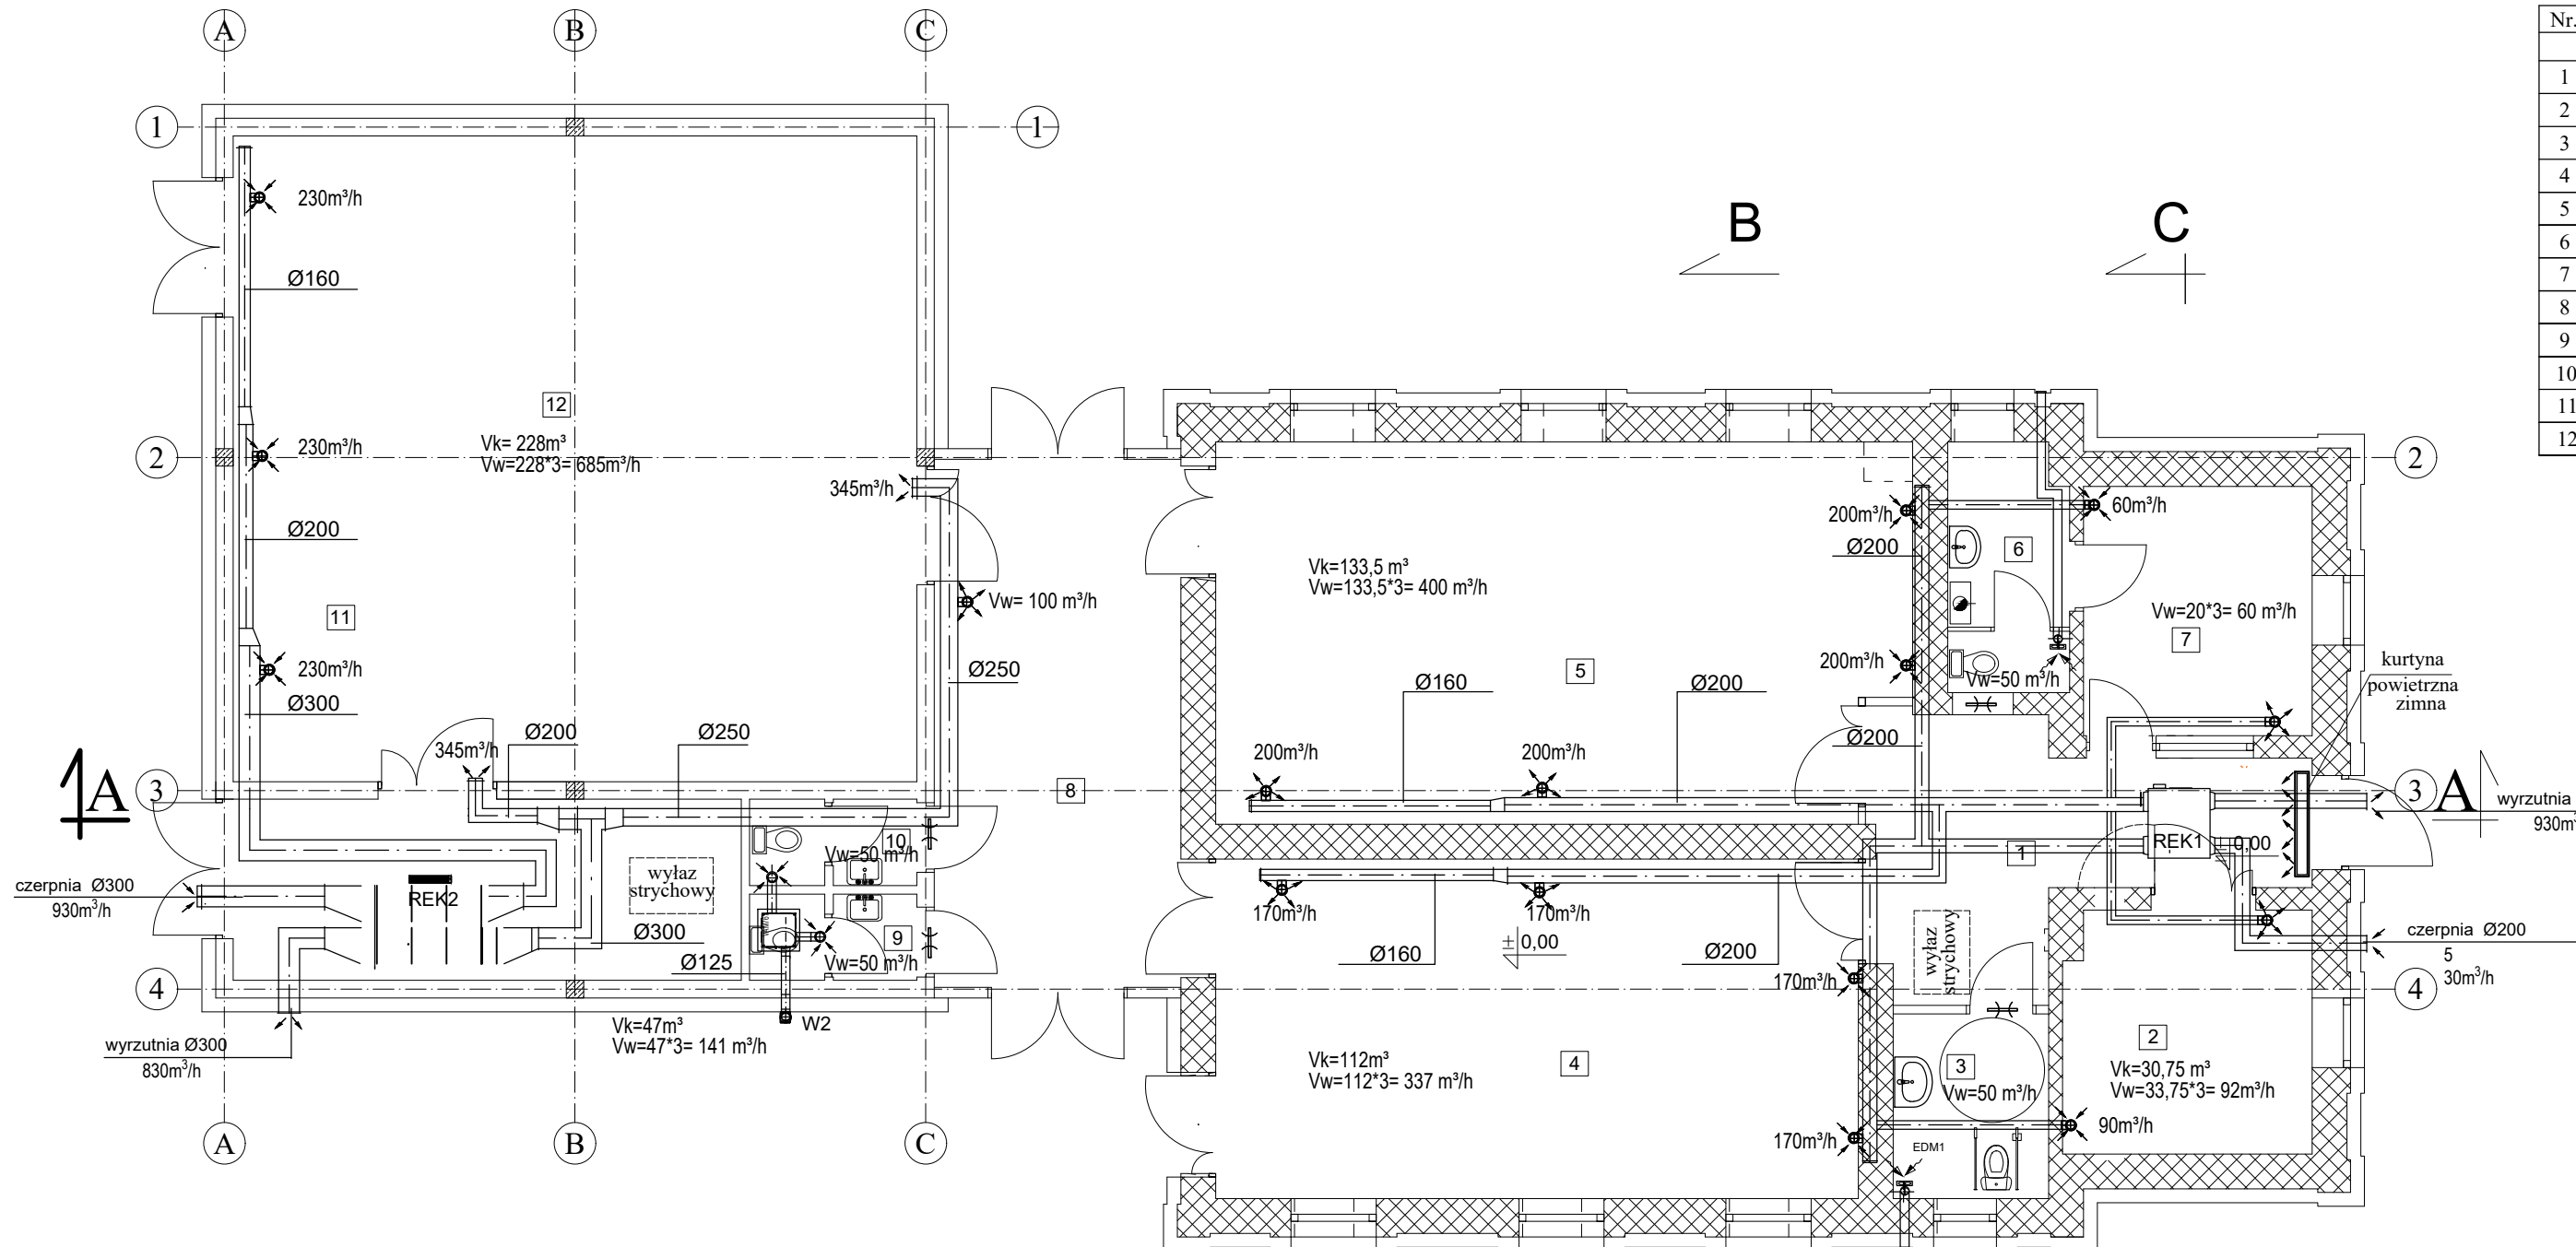 A
B
C
Nr.
1
2
3
4
5
6
7
8
9
10
11
12
1
1
230m³/h
Ø160
B
C
12
Vk= 228m³
Vw=228*3= 685m³/h
2
230m³/h
2
345m³/h
200m³/h
60m³/h
Ø200
Ø200
6
Vk=133,5 m³
Vw=133,5*3= 400 m³/h
Vw= 100 m³/h
11
Vw=20*3= 60 m³/h
7
230m³/h
Ø250
5
200m³/h
Vw=50 m³/h
kurtyna
powietrzna
zimna
Ø300
Ø160
Ø200
345m³/h
Ø200
Ø250
200m³/h
200m³/h
Ø200
A
3
8
3
A
wyrzutnia
930m³
10
Vw=50 m³/h
REK1
0,00
1
wyłaz
strychowy
czerpnia Ø300
930m³/h
REK2
170m³/h
170m³/h
Ø300
9
Vw=50 m³/h
Ø125
± 0,00
Ø160
Ø200
wyłaz
strychowy
czerpnia Ø200
5
30m³/h
170m³/h
4
4
W2
Vk=47m³
Vw=47*3= 141 m³/h
wyrzutnia Ø300
830m³/h
Vk=112m³
Vw=112*3= 337 m³/h
4
3
Vw=50 m³/h
2
Vk=30,75 m³
Vw=33,75*3= 92m³/h
90m³/h
170m³/h
EDM1
A
B
C